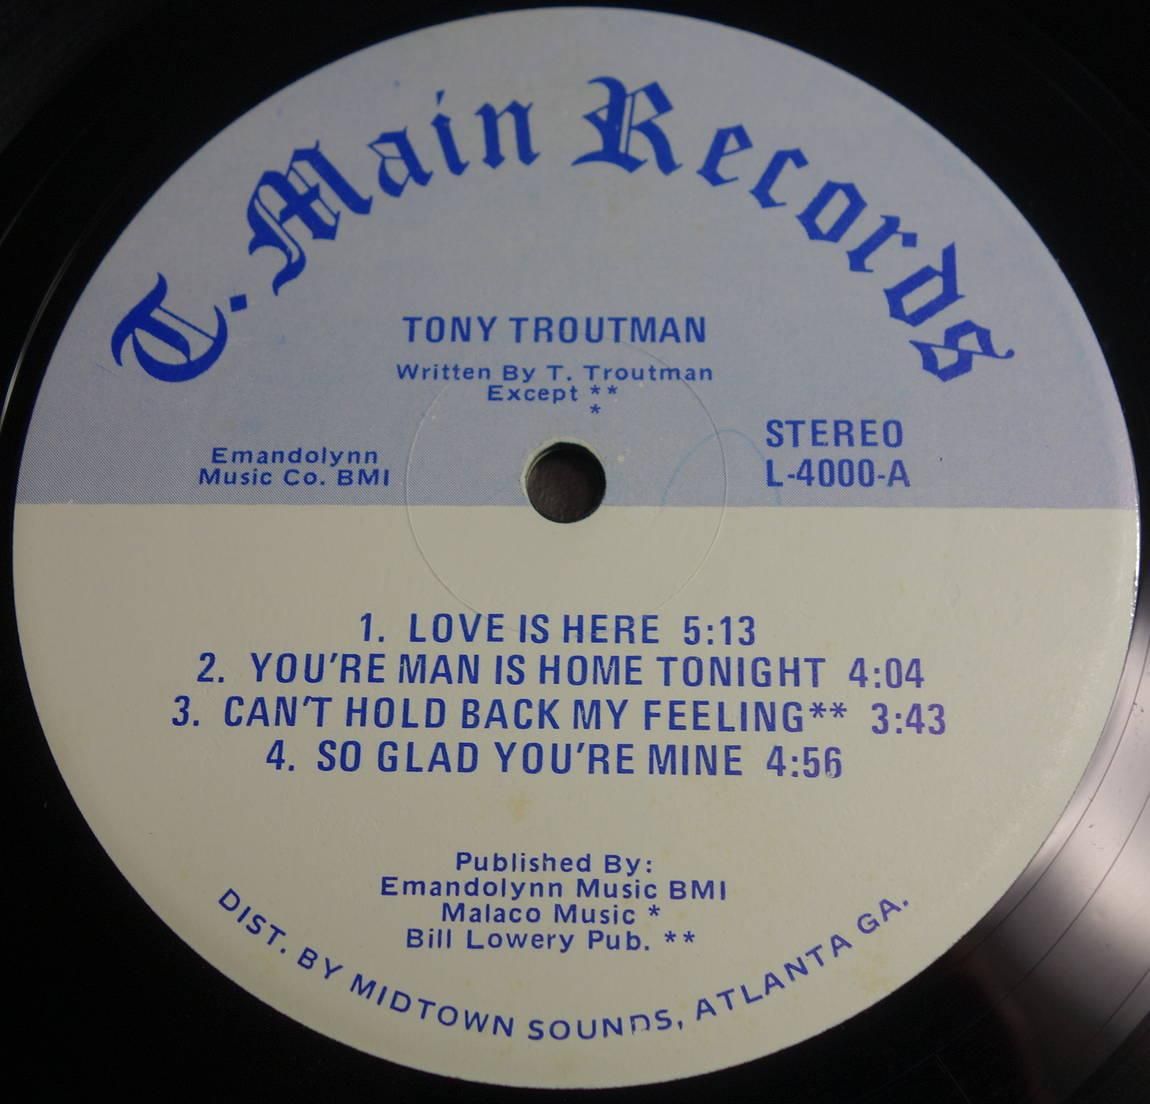 T. Main Records
TONY TROUTMAN
Written By T. Troutman
Except **
*
Emandolynn
Music Co. BMI
STEREO
L-4000-A
1. LOVE IS HERE 5:13
2. YOU'RE MAN IS HOME TONIGHT 4:04
3. CAN'T HOLD BACK MY FEELING** 3:43
4. SO GLAD YOU'RE MINE 4:56
Published By:
Emandolynn Music BMI
Malaco Music *
Bill Lowery Pub. **
DIST. BY MIDTOWN SOUNDS, ATLANTA GA.